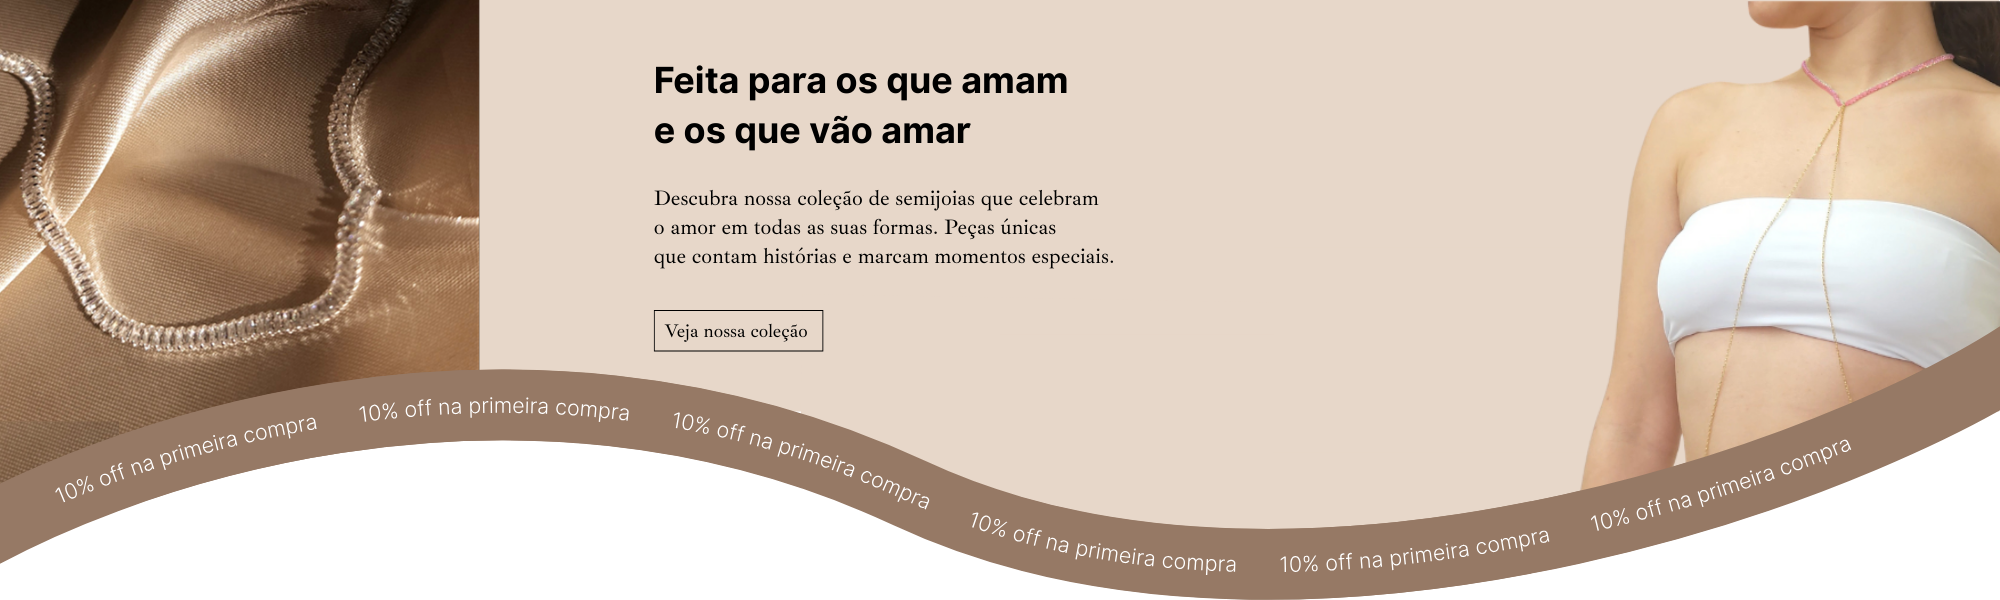 Feita para os que amam
e os que vão amar
Descubra nossa coleção de semijoias que celebram
o amor em todas as suas formas. Peças únicas
que contam histórias e marcam momentos especiais.
Veja nossa coleção
10% off na primeira compra
10% off na primeira compra
10% off na primeira compra
10% off na primeira compra
10% off na primeira compra
10% off na primeira compra